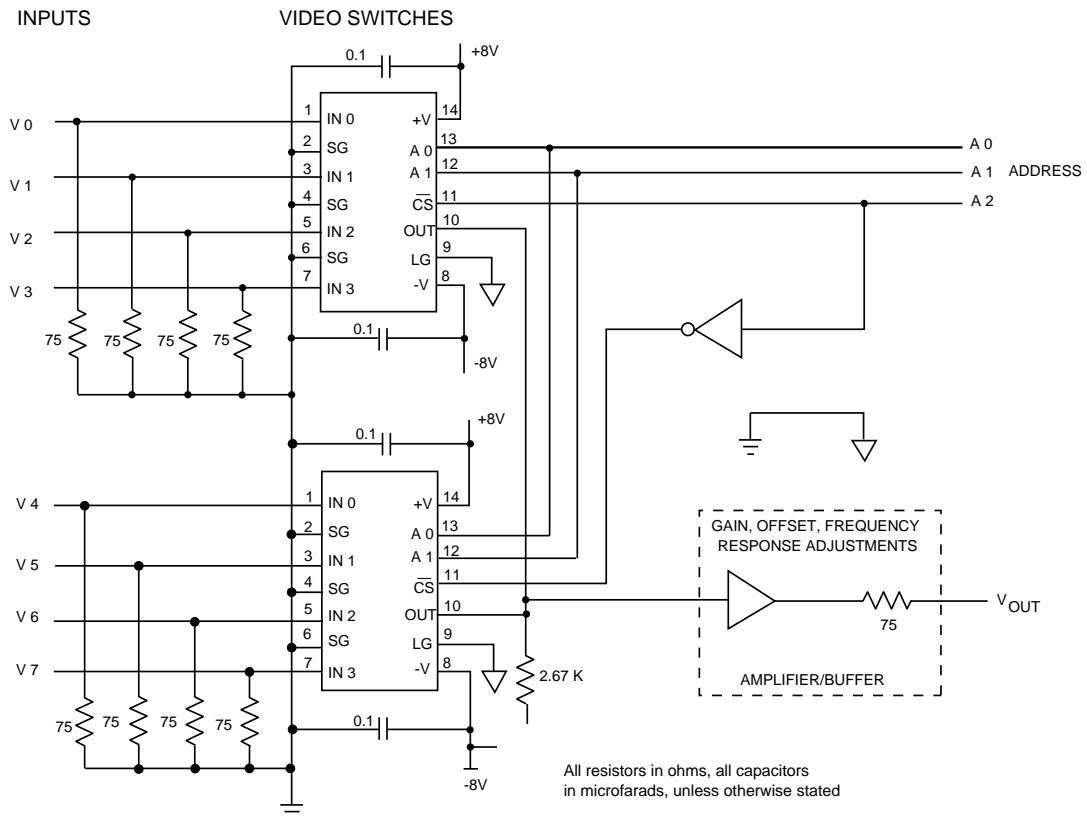 INPUTS
VIDEO SWITCHES
0.1
+8V
V 0
1
IN 0
+V
14
2
SG
A 0
13
A 0
V 1
3
IN 1
A 1
12
A 1
ADDRESS
4
SG
CS
11
A 2
V 2
5
IN 2
OUT
10
6
SG
LG
9
V 3
7
IN 3
-V
8
75
75
75
75
0.1
-8V
+8V
0.1
V 4
1
IN 0
+V
14
2
SG
A 0
13
V 5
3
IN 1
A 1
12
4
SG
CS
11
V 6
5
IN 2
OUT
10
6
SG
LG
9
V 7
7
IN 3
-V
8
75
75
75
75
0.1
-8V
2.67 K
GAIN, OFFSET, FREQUENCY
RESPONSE ADJUSTMENTS
75
V OUT
AMPLIFIER/BUFFER
All resistors in ohms, all capacitors
in microfarads, unless otherwise stated